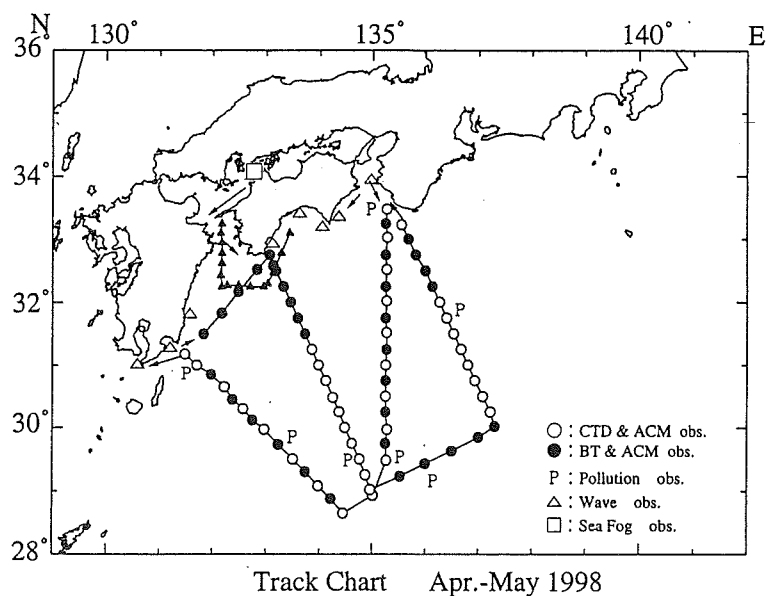 N 130° 135° 140° E
36°
34°
32°
30°
28°
P
P
P
P
P
P
P
○ : CTD & ACM obs.
● : BT & ACM obs.
P : Pollution obs.
△ : Wave obs.
□ : Sea Fog obs.
Track Chart Apr.-May 1998